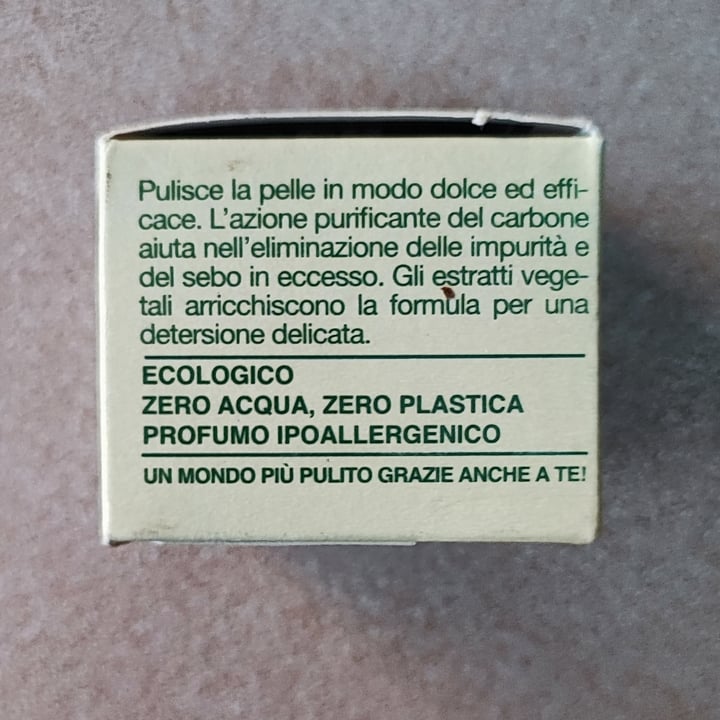 Pulisce la pelle in modo dolce ed effi-
cace. L'azione purificante del carbone
aiuta nell'eliminazione delle impurità e
del sebo in eccesso. Gli estratti vege-
tali arricchiscono la formula per una
detersione delicata.
ECOLOGICO
ZERO ACQUA, ZERO PLASTICA
PROFUMO IPOALLERGENICO
UN MONDO PIÙ PULITO GRAZIE ANCHE A TE!